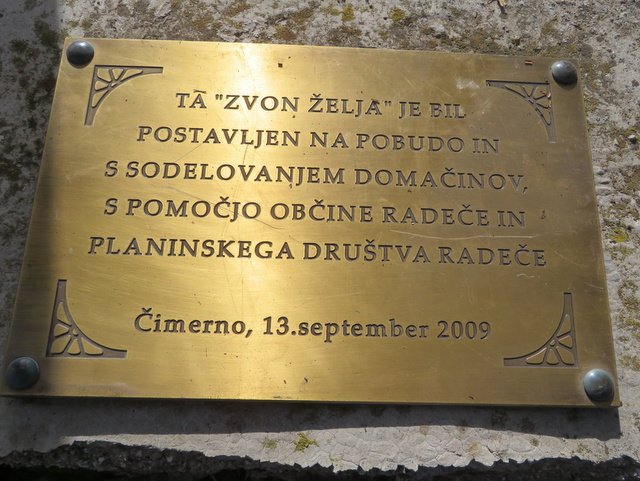 TA "ZVON ŽELJA" JE BIL
POSTAVLJEN NA POBUDO IN
S SODELOVANJEM DOMAČINOV,
S POMOČJO OBČINE RADEČE IN
PLANINSKEGA DRUŠTVA RADEČE
Čimerno, 13.september 2009